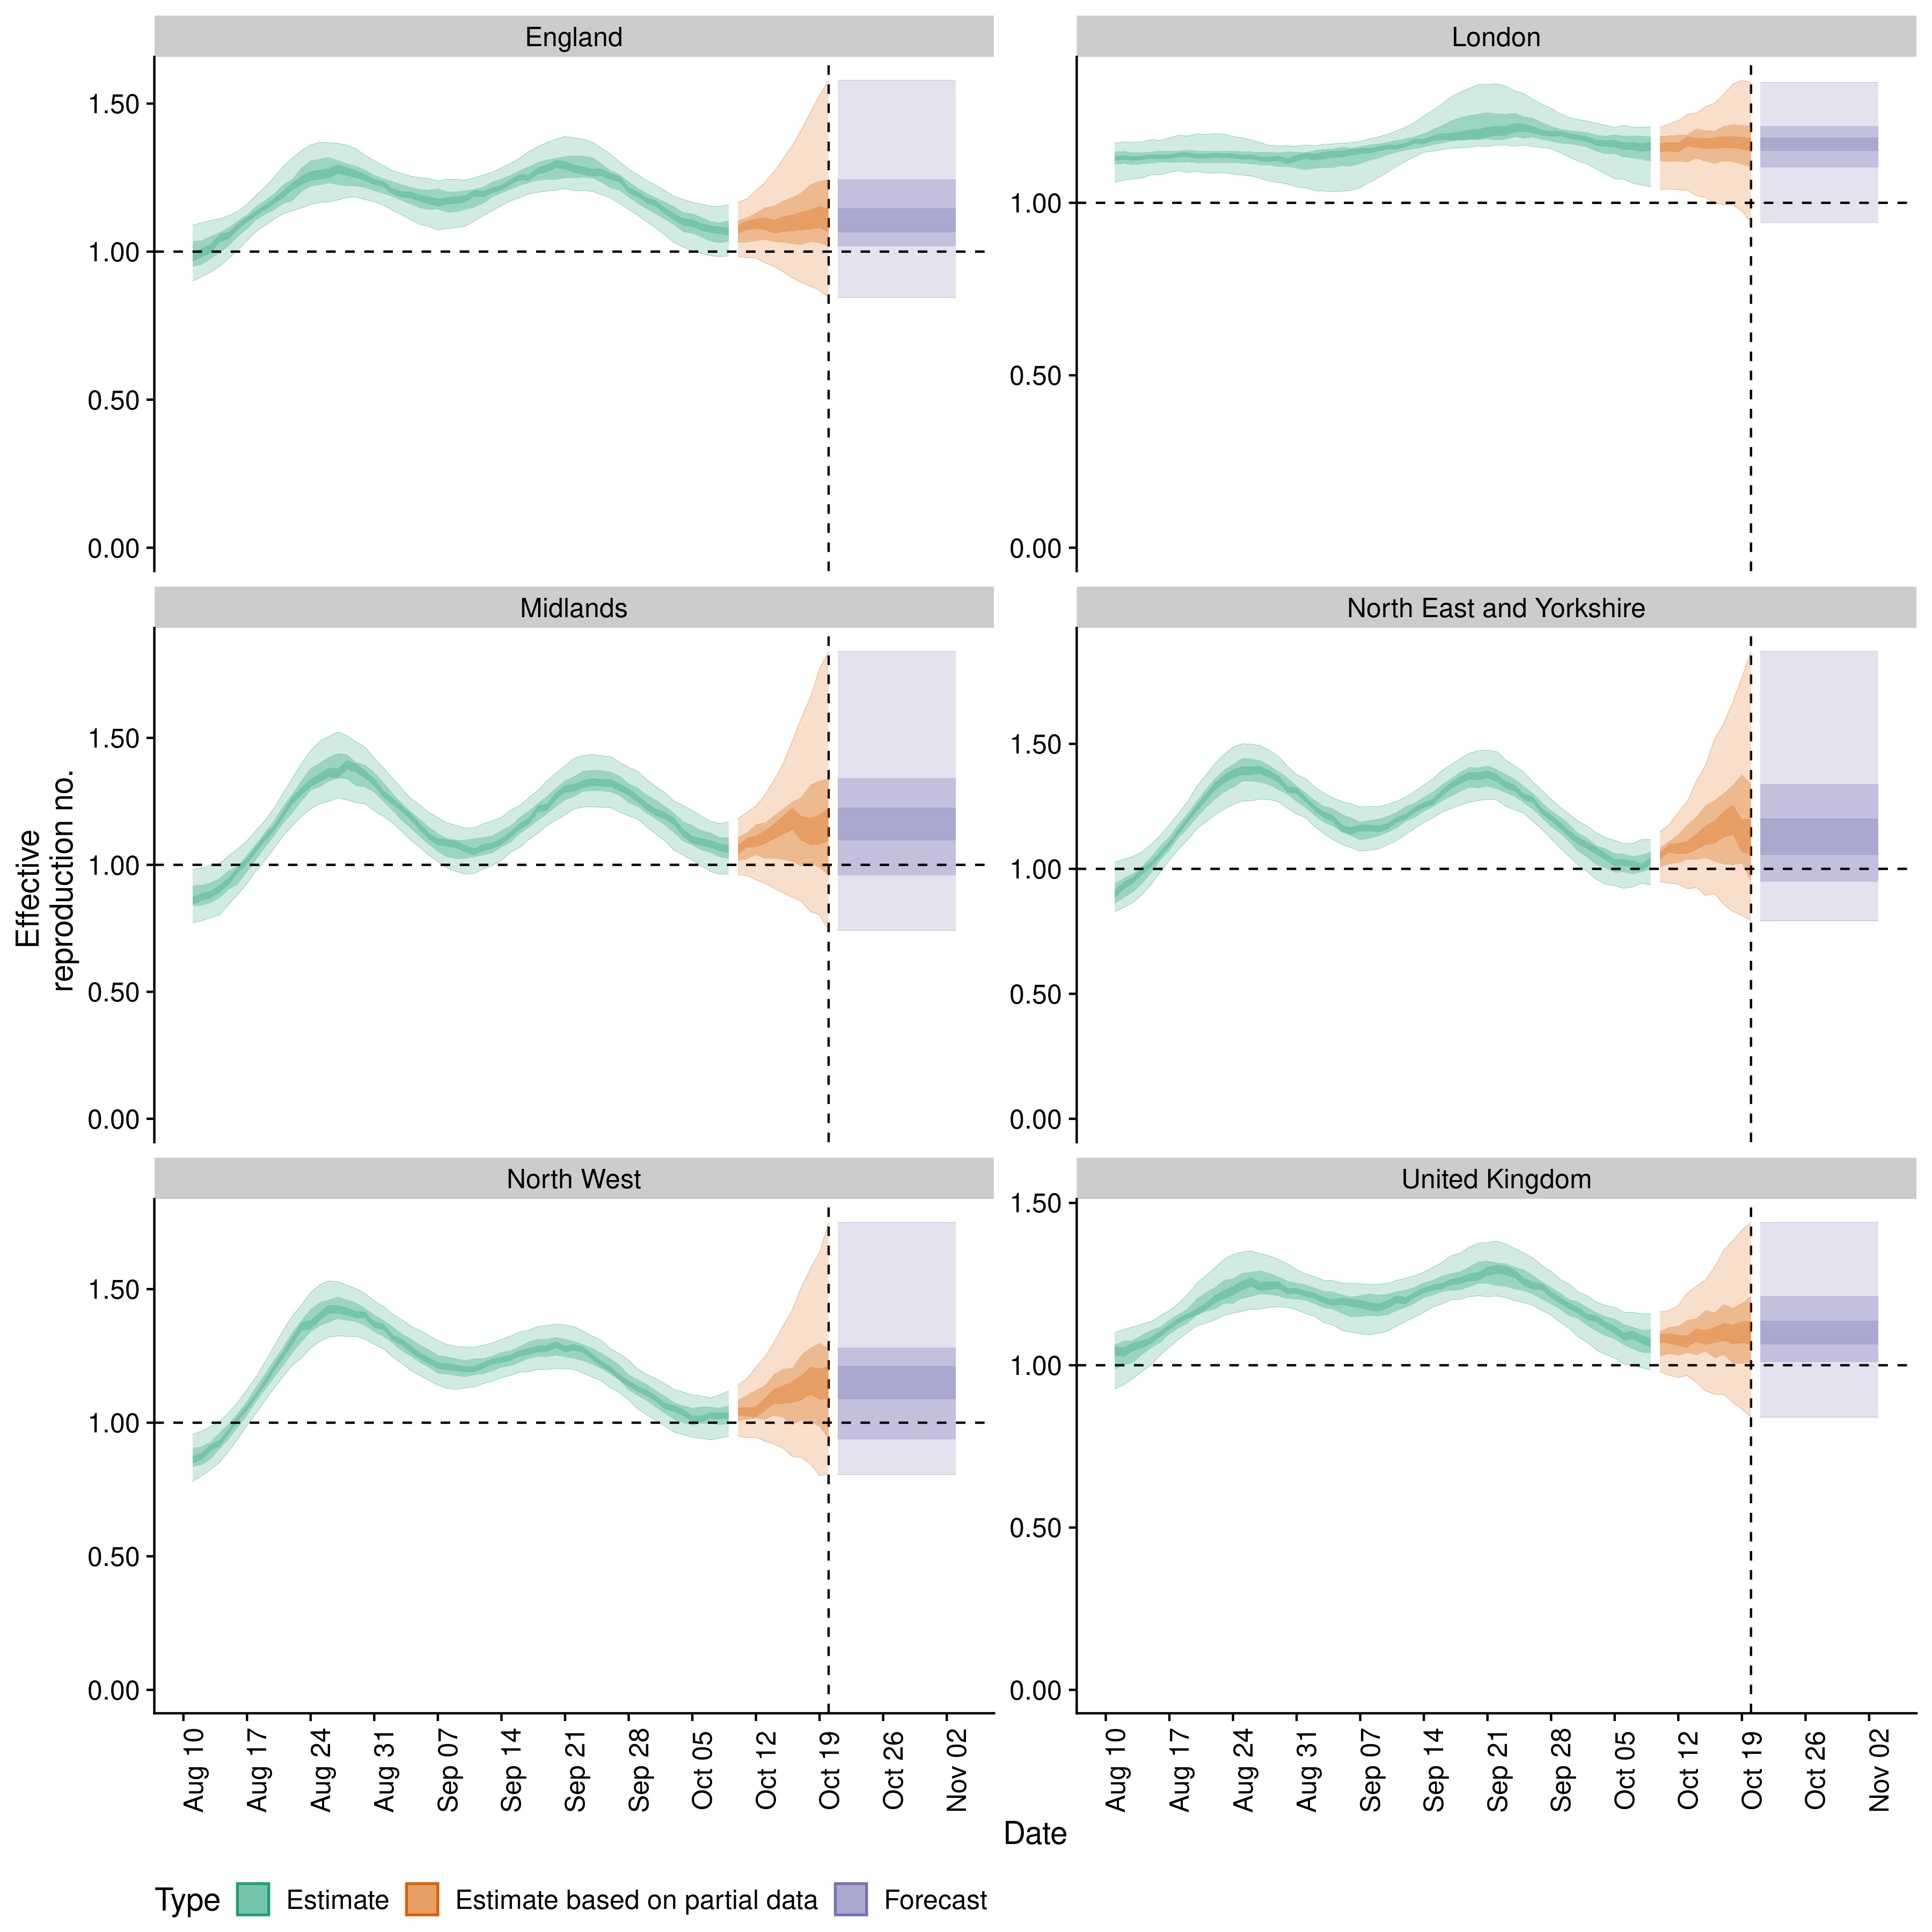 England
London
1.50
1.00
0.50
0.00
1.00
0.50
0.00
Midlands
North East and Yorkshire
1.50
1.00
0.50
0.00
1.50
1.00
0.50
0.00
North West
United Kingdom
1.50
1.00
0.50
0.00
1.50
1.00
0.50
0.00
Effective
reproduction no.
Aug 10
Aug 17
Aug 24
Aug 31
Sep 07
Sep 14
Sep 21
Sep 28
Oct 05
Oct 12
Oct 19
Oct 26
Nov 02
Aug 10
Aug 17
Aug 24
Aug 31
Sep 07
Sep 14
Sep 21
Sep 28
Oct 05
Oct 12
Oct 19
Oct 26
Nov 02
Date
Type Estimate Estimate based on partial data Forecast